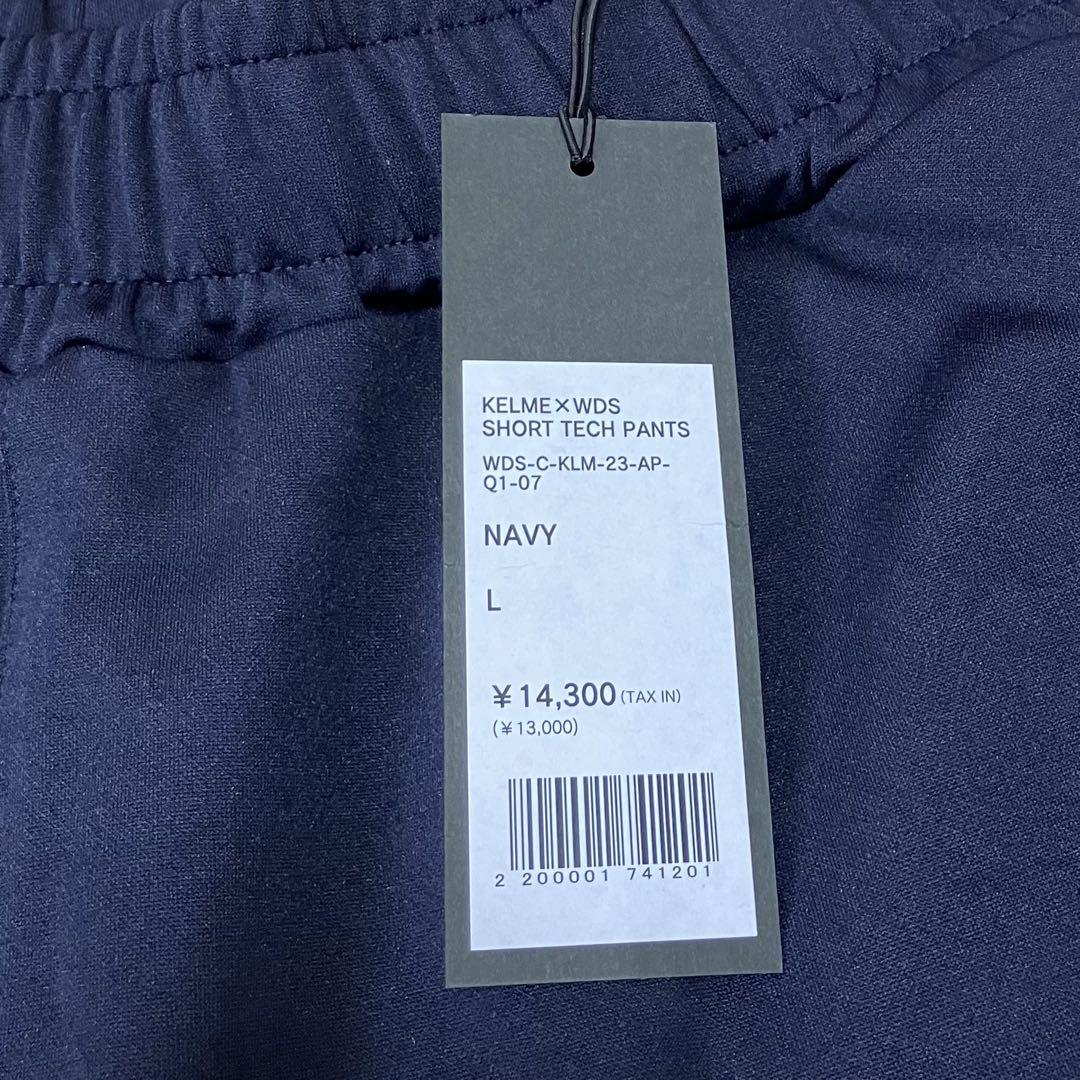 KELME×WDS
SHORT TECH PANTS
WDS-C-KLM-23-AP-
Q1-07
NAVY
L
¥14,300(TAX IN)
(¥13,000)
2 200001 741201